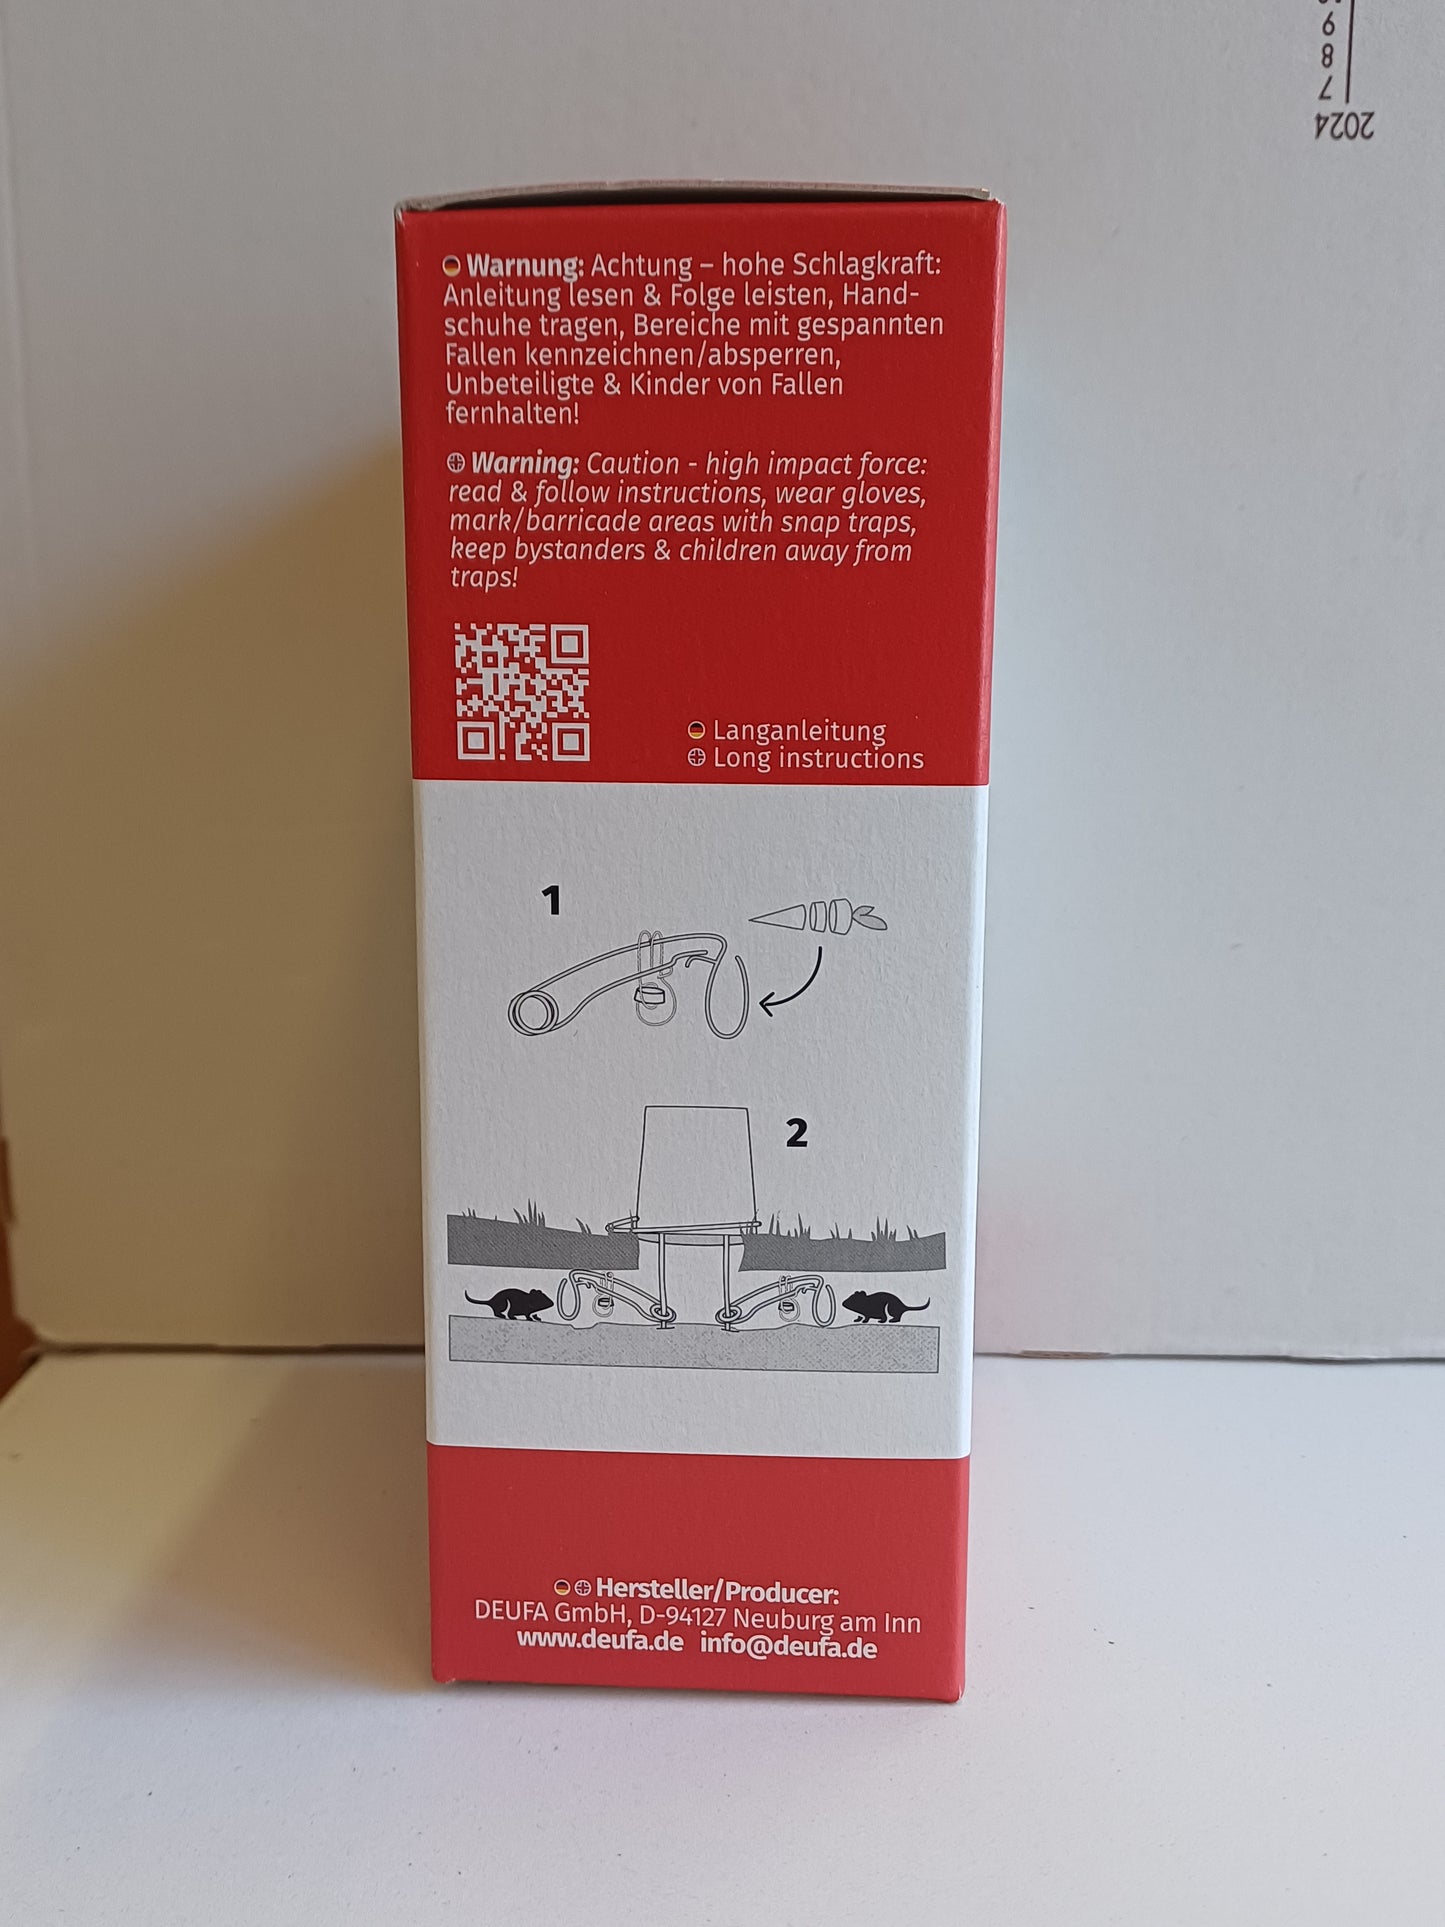 9
8
7
2024
Warnung: Achtung – hohe Schlagkraft:
Anleitung lesen & Folge leisten, Hand-
schuhe tragen, Bereiche mit gespannten
Fallen kennzeichnen/absperren,
Unbeteiligte & Kinder von Fallen
fernhalten!
Warning: Caution - high impact force:
read & follow instructions, wear gloves,
mark/barricade areas with snap traps,
keep bystanders & children away from
traps!
Langanleitung
Long instructions
1
2
Hersteller/Producer:
DEUFA GmbH, D-94127 Neuburg am Inn
www.deufa.de info@deufa.de